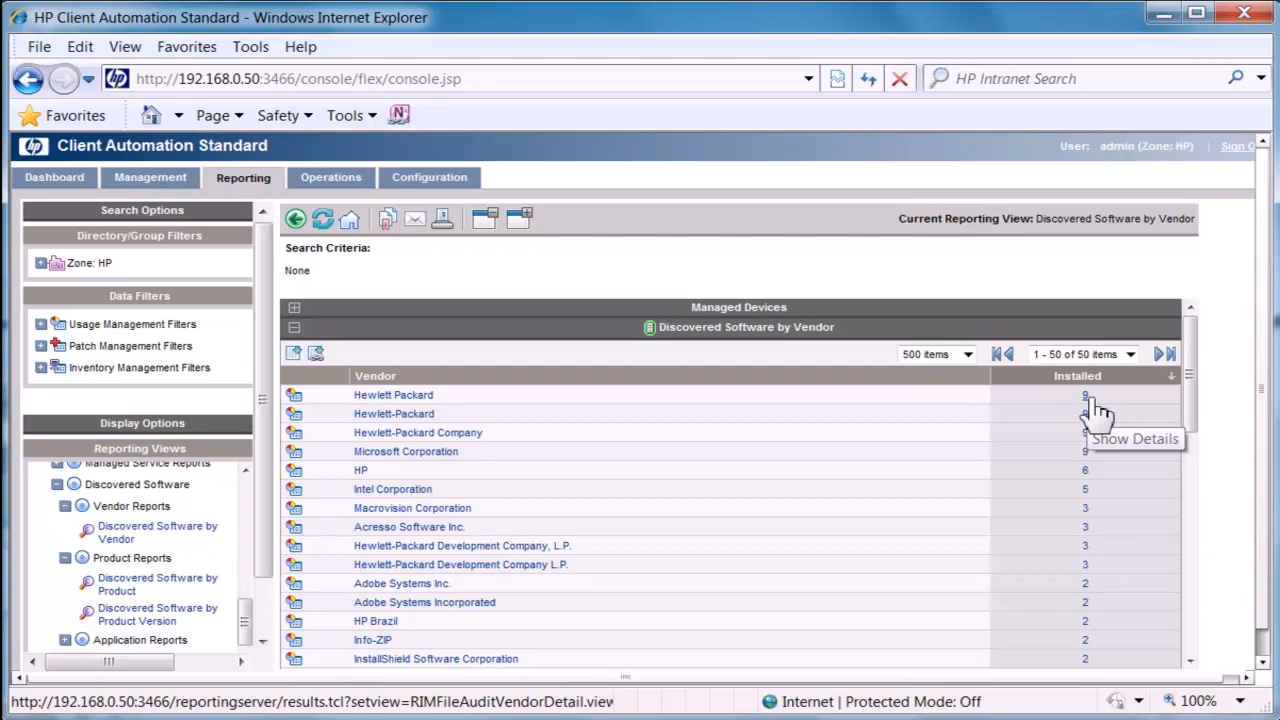 HP Client Automation Standard - Windows Internet Explorer
File Edit View Favorites Tools Help
hp http://192.168.0.50:3466/console/flex/console.jsp HP Intranet Search
Favorites Page Safety Tools N
hp Client Automation Standard User: admin (Zone: HP) | Sign O
Dashboard Management Reporting Operations Configuration
Search Options
Directory/Group Filters
Zone: HP
Data Filters
Usage Management Filters
Patch Management Filters
Inventory Management Filters
Display Options
Reporting Views
Managed Service Reports
Discovered Software
Vendor Reports
Discovered Software by
Vendor
Product Reports
Discovered Software by
Product
Discovered Software by
Product Version
Application Reports
Current Reporting View: Discovered Software by Vendor
Search Criteria:
None
Managed Devices
Discovered Software by Vendor
500 items 1 - 50 of 50 items
Vendor Installed
Hewlett Packard 9
Hewlett-Packard
Hewlett-Packard Company 9
Microsoft Corporation 9
HP 6
Intel Corporation 5
Macrovision Corporation 3
Acresso Software Inc. 3
Hewlett-Packard Development Company, L.P. 3
Hewlett-Packard Development Company L.P. 3
Adobe Systems Inc. 2
Adobe Systems Incorporated 2
HP Brazil 2
Info-ZIP 2
InstallShield Software Corporation 2
Show Details
http://192.168.0.50:3466/reportingserver/results.tcl?setview=RIMFileAuditVendorDetail.view Internet | Protected Mode: Off 100%